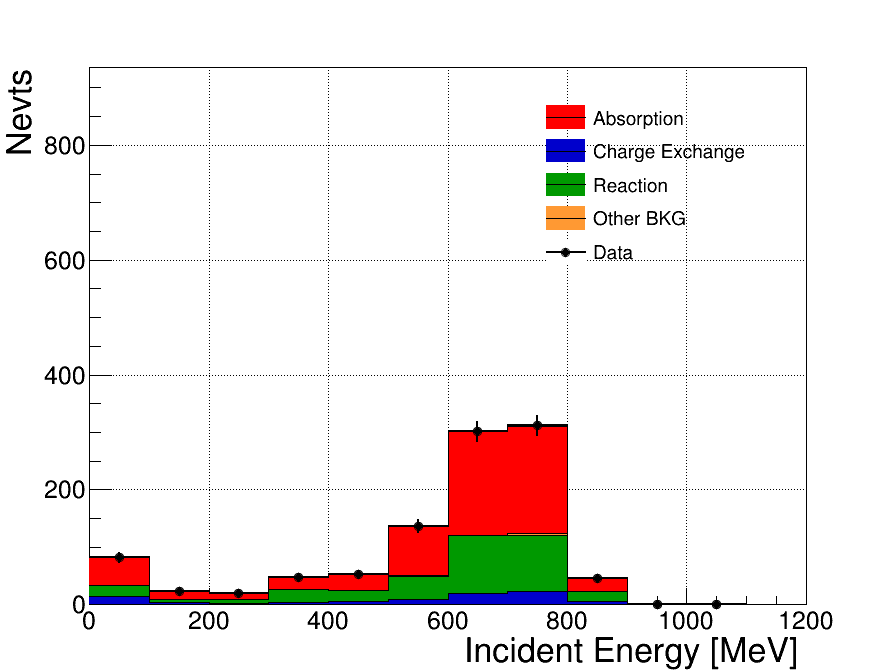 Nevts
800
600
400
200
0
Absorption
Charge Exchange
Reaction
Other BKG
Data
0 200 400 600 800 1000 1200
Incident Energy [MeV]